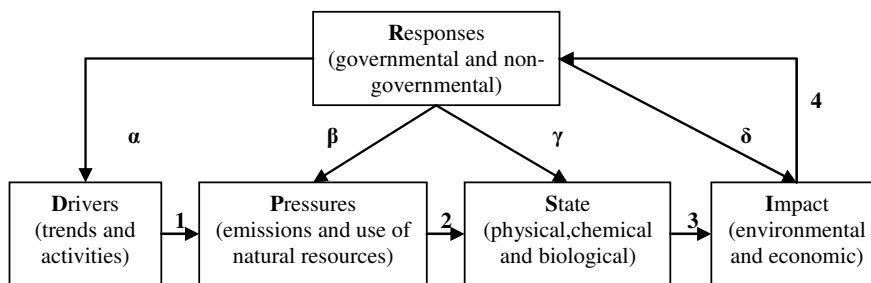 Responses
(governmental and non-
governmental)
4
α
β
γ
δ
Drivers
(trends and
activities)
1
Pressures
(emissions and use of
natural resources)
2
State
(physical,chemical
and biological)
3
Impact
(environmental
and economic)